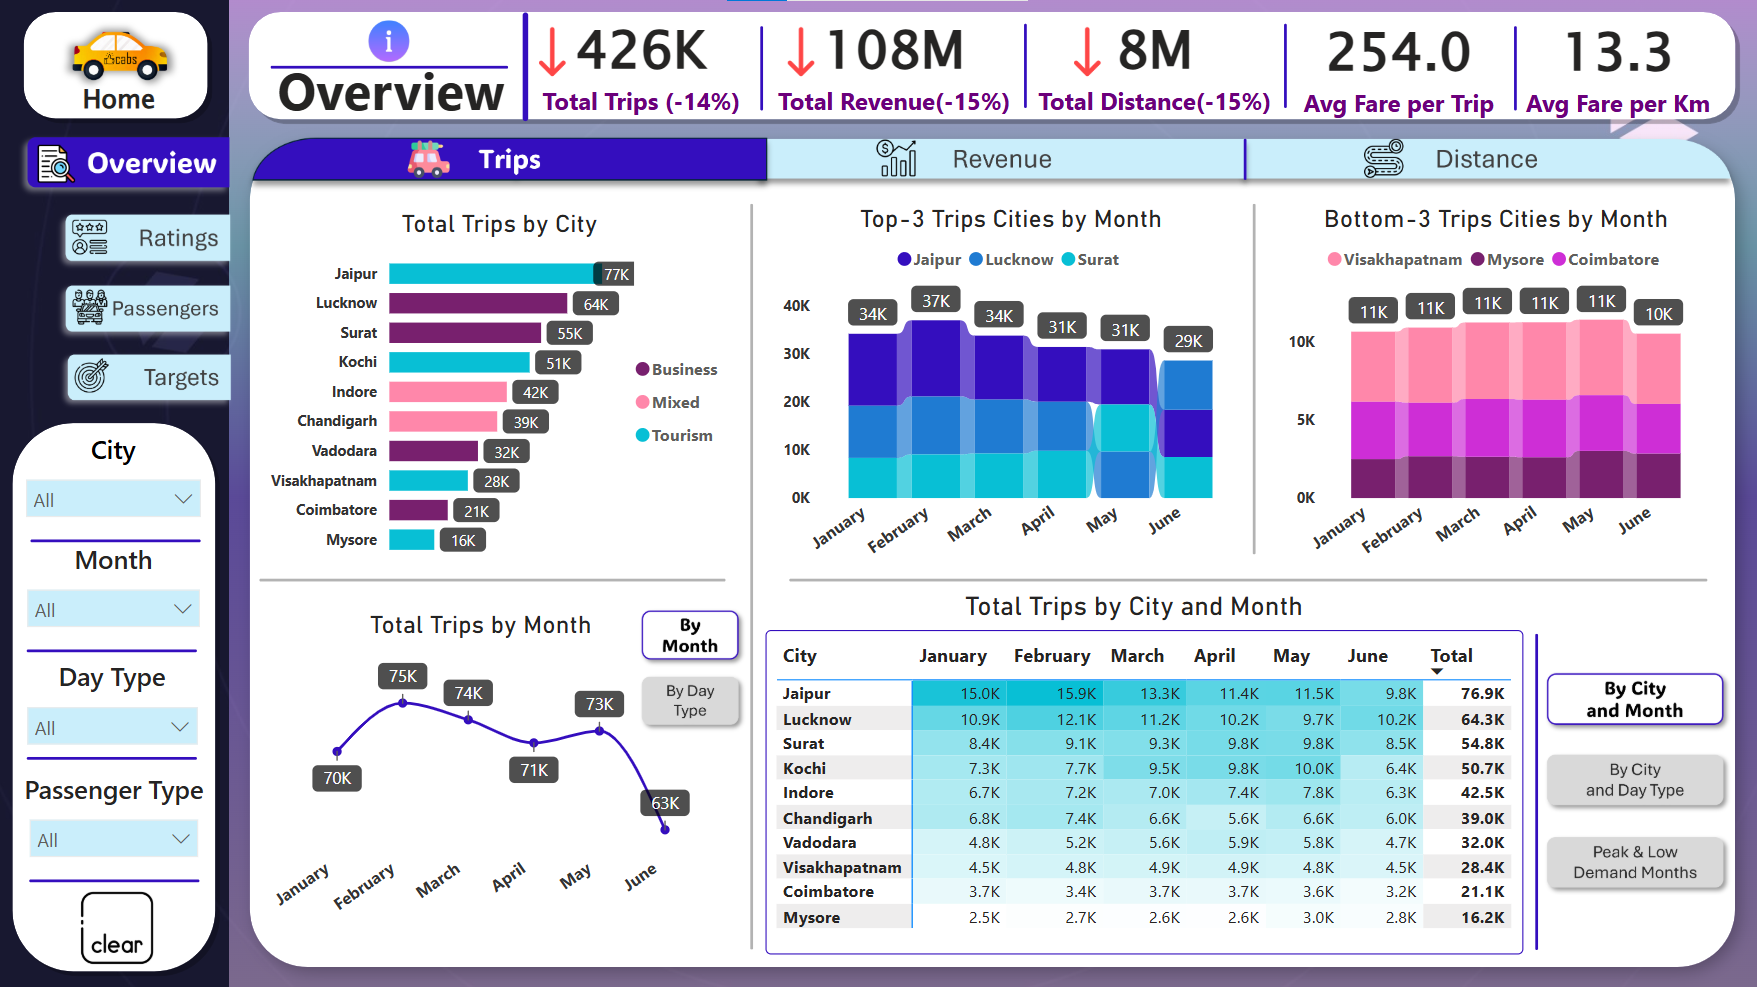 cabs
Home
Overview
Ratings
Passengers
Targets
City
All
Month
All
Day Type
All
Passenger Type
All
clear
i
Overview
426K
Total Trips (-14%)
108M
Total Revenue(-15%)
8M
Total Distance(-15%)
254.0
Avg Fare per Trip
13.3
Avg Fare per Km
Trips
Revenue
Distance
Total Trips by City
Jaipur 77K
Lucknow 64K
Surat 55K
Kochi 51K
Indore 42K
Chandigarh 39K
Vadodara 32K
Visakhapatnam 28K
Coimbatore 21K
Mysore 16K
Business
Mixed
Tourism
Top-3 Trips Cities by Month
Jaipur Lucknow Surat
40K
30K
20K
10K
0K
34K 37K 34K 31K 31K 29K
January February March April May June
Bottom-3 Trips Cities by Month
Visakhapatnam Mysore Coimbatore
10K
5K
0K
11K 11K 11K 11K 11K 10K
January February March April May June
Total Trips by Month
By
Month
By Day
Type
70K 75K 74K 71K 73K 63K
January February March April May June
Total Trips by City and Month
City January February March April May June Total
Jaipur 15.0K 15.9K 13.3K 11.4K 11.5K 9.8K 76.9K
Lucknow 10.9K 12.1K 11.2K 10.2K 9.7K 10.2K 64.3K
Surat 8.4K 9.1K 9.3K 9.8K 9.8K 8.5K 54.8K
Kochi 7.3K 7.7K 9.5K 9.8K 10.0K 6.4K 50.7K
Indore 6.7K 7.2K 7.0K 7.4K 7.8K 6.3K 42.5K
Chandigarh 6.8K 7.4K 6.6K 5.6K 6.6K 6.0K 39.0K
Vadodara 4.8K 5.2K 5.6K 5.9K 5.8K 4.7K 32.0K
Visakhapatnam 4.5K 4.8K 4.9K 4.9K 4.8K 4.5K 28.4K
Coimbatore 3.7K 3.4K 3.7K 3.7K 3.6K 3.2K 21.1K
Mysore 2.5K 2.7K 2.6K 2.6K 3.0K 2.8K 16.2K
By City
and Month
By City
and Day Type
Peak & Low
Demand Months